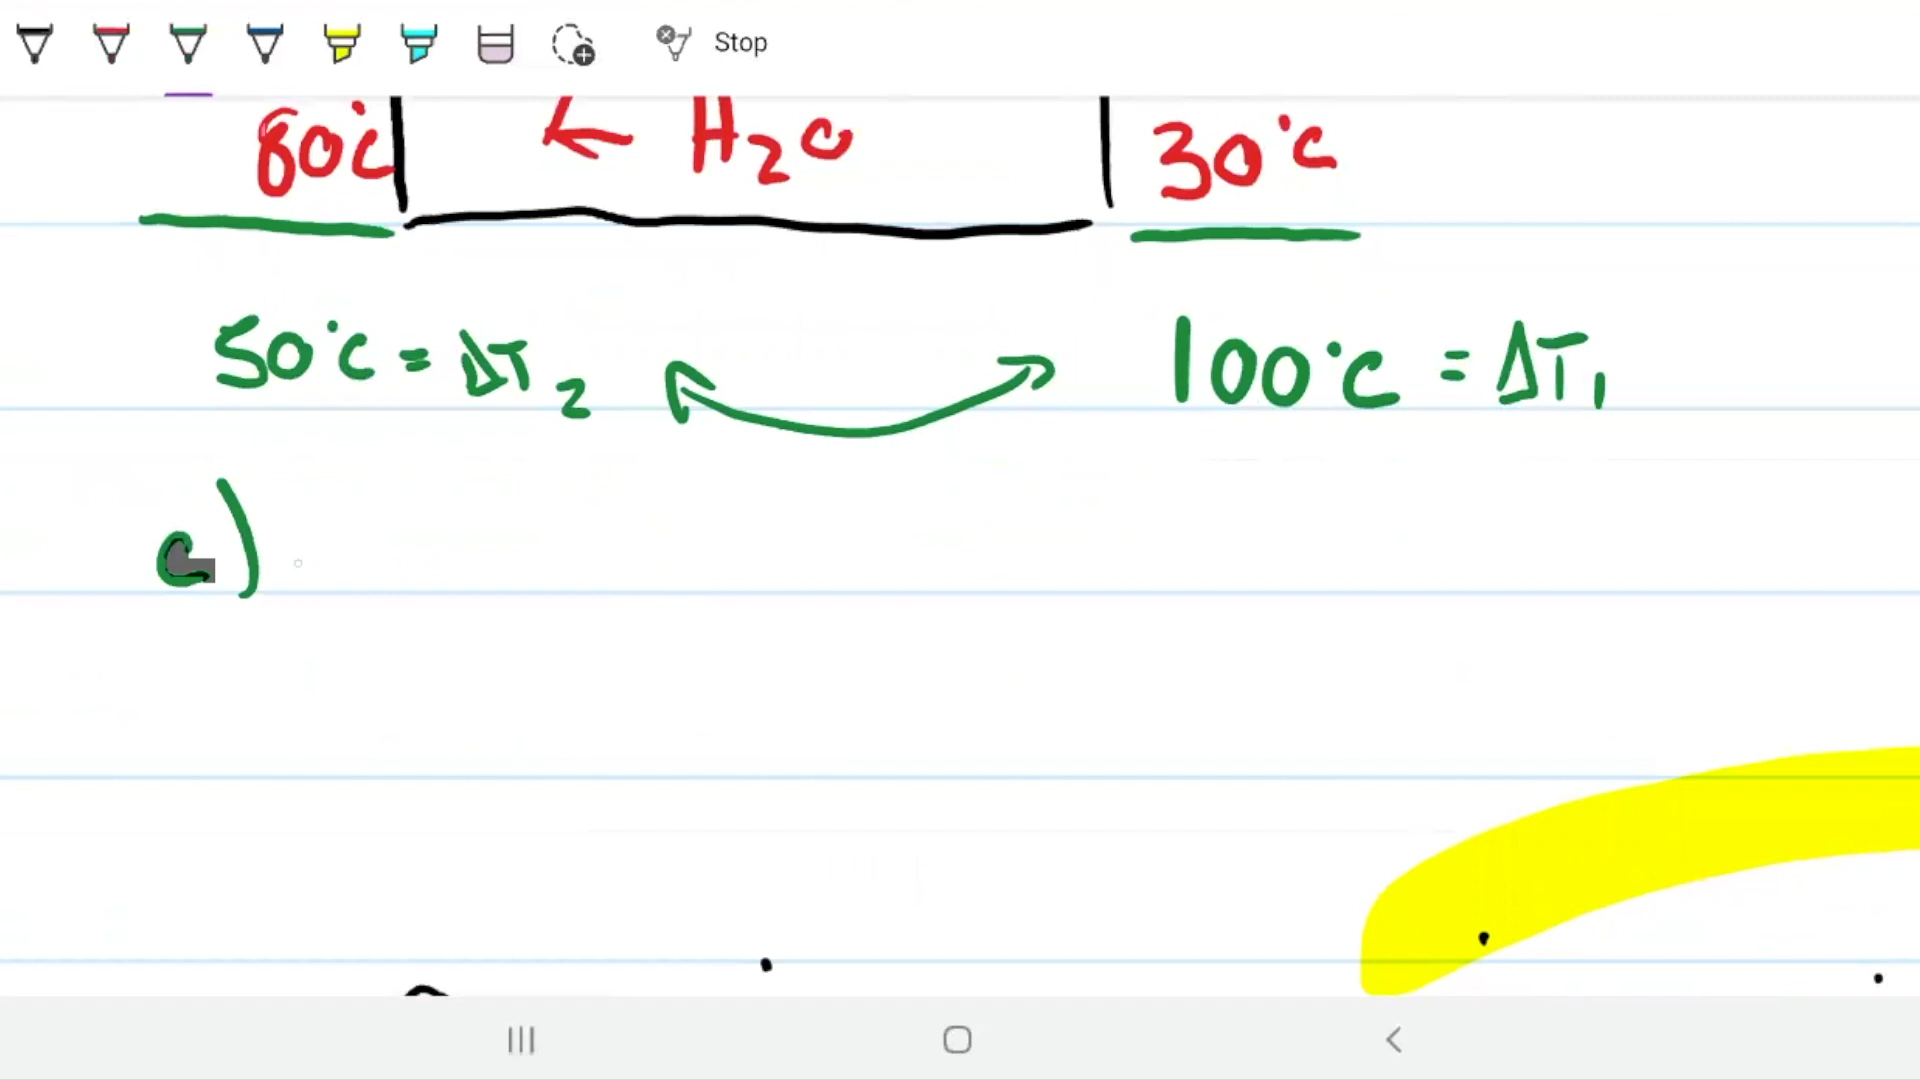 Stop
80°C ← H2O 30°C
50°C = ΔT2 100°C = ΔT1
a)